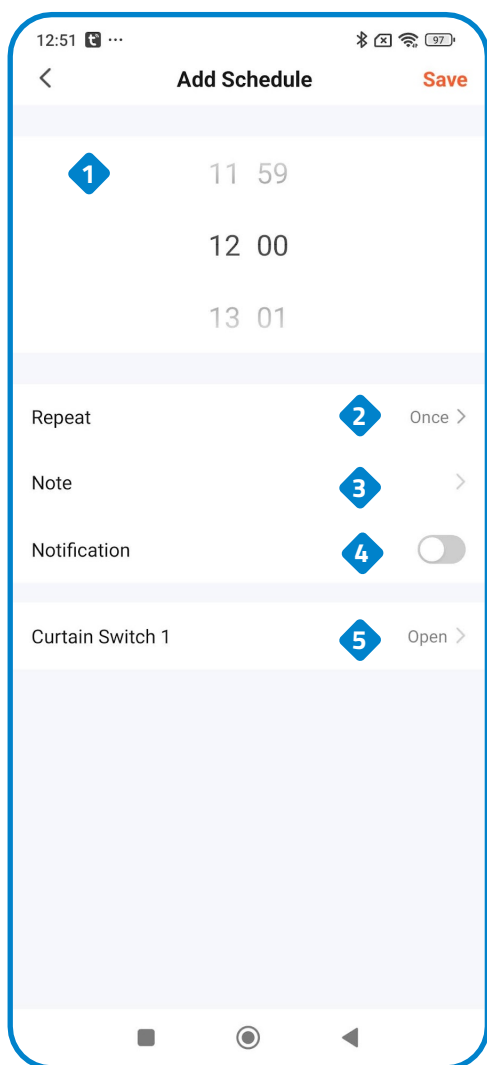 12:51 ...
97
Add Schedule
Save
1
11 59
12 00
13 01
Repeat
2
Once
Note
3
Notification
4
Curtain Switch 1
5
Open